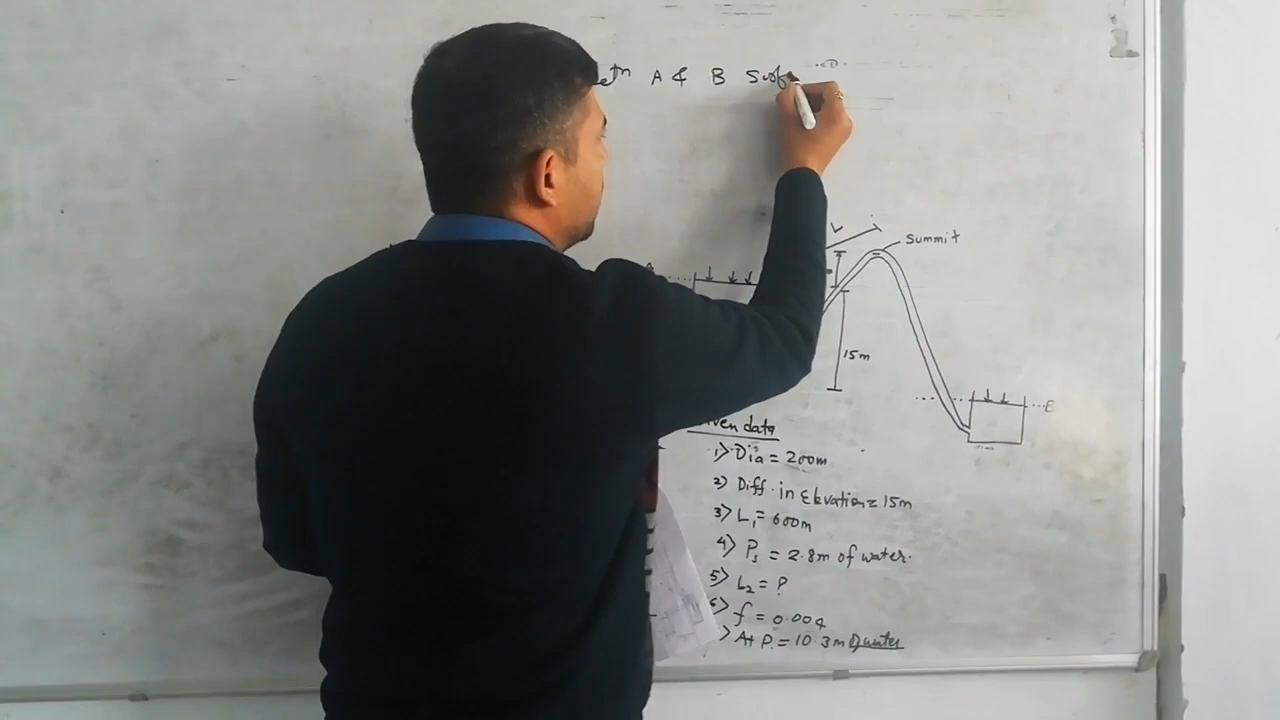 A & B Surf
L
Summit
15m
B
data
1) Dia = 200m
2) Diff. in Elevation = 15m
3) L1 = 600m
4) Ps = 2.8m of water.
5) L2 = ?
6) f = 0.004
At P. = 10.3m of water